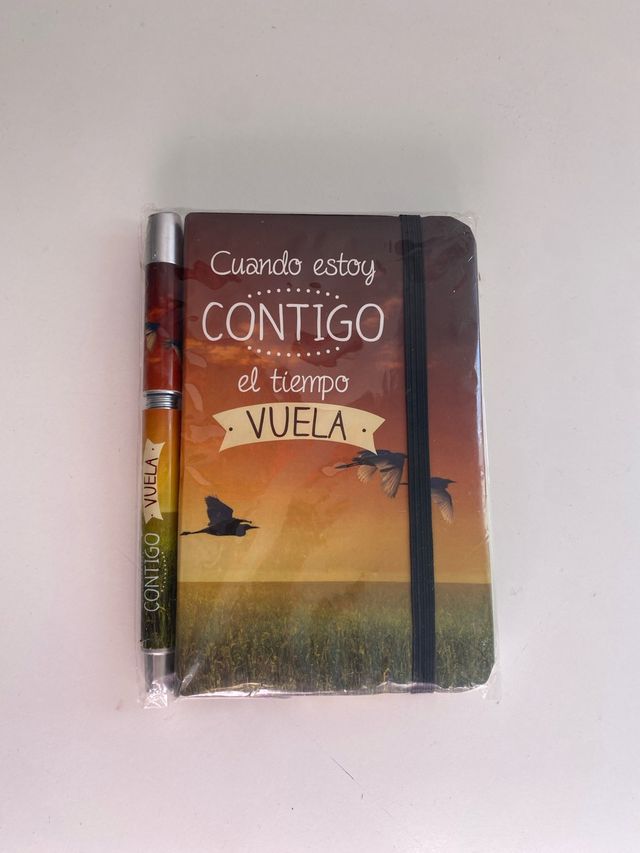 Cuando estoy
CONTIGO
el tiempo
VUELA
CONTIGO
VUELA